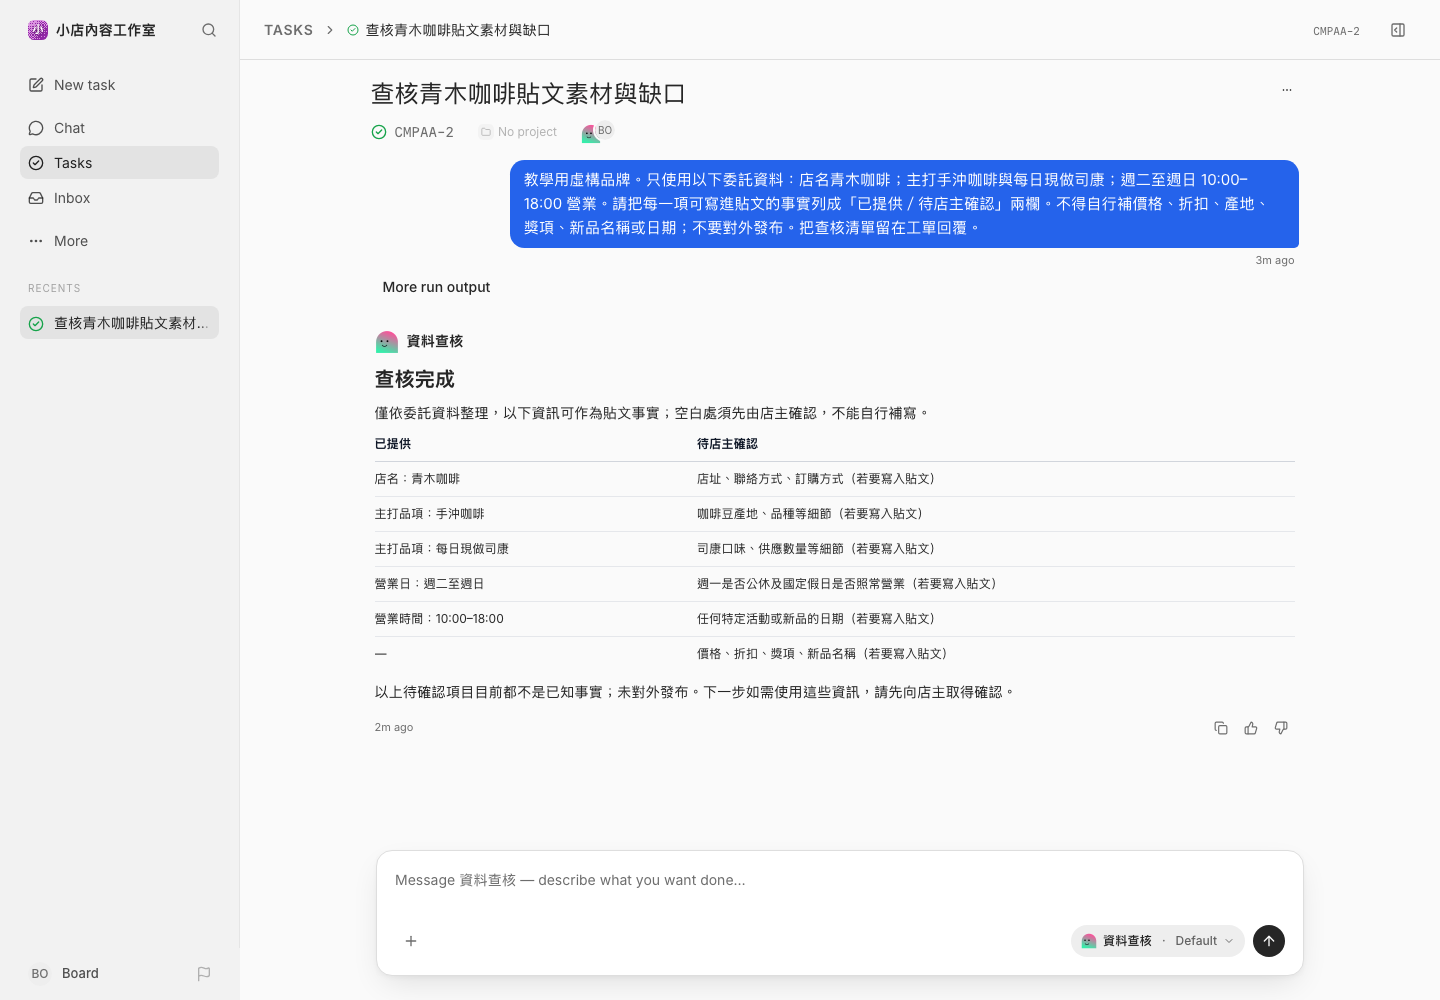 小店內容工作室
New task
Chat
Tasks
Inbox
More
RECENTS
查核青木咖啡貼文素材...
BO
Board
TASKS
查核青木咖啡貼文素材與缺口
CMPAA-2
查核青木咖啡貼文素材與缺口
...
CMPAA-2
No project
BO
教學用虛構品牌。只使用以下委託資料：店名青木咖啡；主打手沖咖啡與每日現做司康；週二至週日 10:00–
18:00 營業。請把每一項可寫進貼文的事實列成「已提供 / 待店主確認」兩欄。不得自行補價格、折扣、產地、
獎項、新品名稱或日期；不要對外發布。把查核清單留在工單回覆。
3m ago
More run output
資料查核
查核完成
僅依委託資料整理，以下資訊可作為貼文事實；空白處須先由店主確認，不能自行補寫。
已提供
待店主確認
店名：青木咖啡
店址、聯絡方式、訂購方式（若要寫入貼文）
主打品項：手沖咖啡
咖啡豆產地、品種等細節（若要寫入貼文）
主打品項：每日現做司康
司康口味、供應數量等細節（若要寫入貼文）
營業日：週二至週日
週一是否公休及國定假日是否照常營業（若要寫入貼文）
營業時間：10:00–18:00
任何特定活動或新品的日期（若要寫入貼文）
—
價格、折扣、獎項、新品名稱（若要寫入貼文）
以上待確認項目目前都不是已知事實；未對外發布。下一步如需使用這些資訊，請先向店主取得確認。
2m ago
Message 資料查核 — describe what you want done...
資料查核 · Default